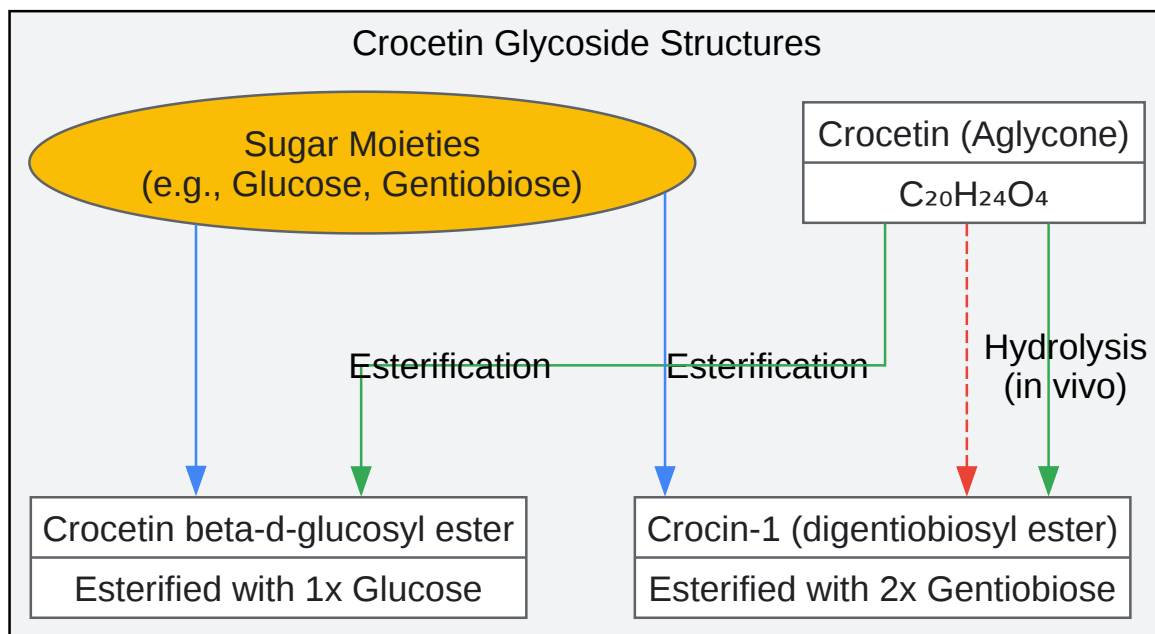 Crocetin Glycoside Structures
Sugar Moieties
(e.g., Glucose, Gentiobiose)
Crocetin (Aglycone)
C₂₀H₂₄O₄
Esterification
Esterification
Hydrolysis
(in vivo)
Crocetin beta-d-glucosyl ester
Esterified with 1x Glucose
Crocin-1 (digentiobiosyl ester)
Esterified with 2x Gentiobiose